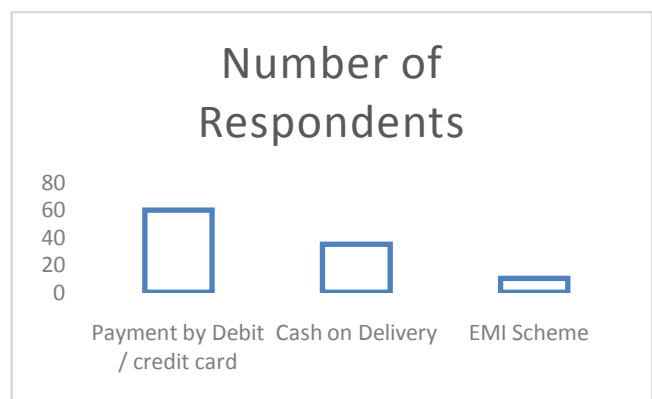 Number of
Respondents
80
60
40
20
0
Payment by Debit
/ credit card
Cash on Delivery
EMI Scheme